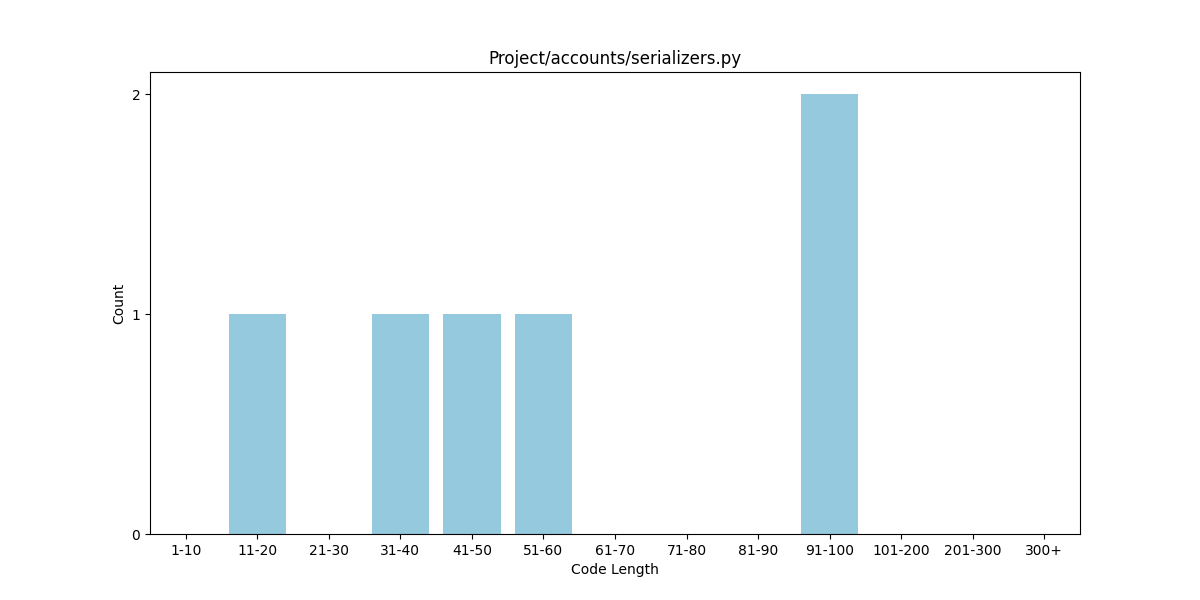 Project/accounts/serializers.py
2
1
0
Count
1-10 11-20 21-30 31-40 41-50 51-60 61-70 71-80 81-90 91-100 101-200 201-300 300+
Code Length